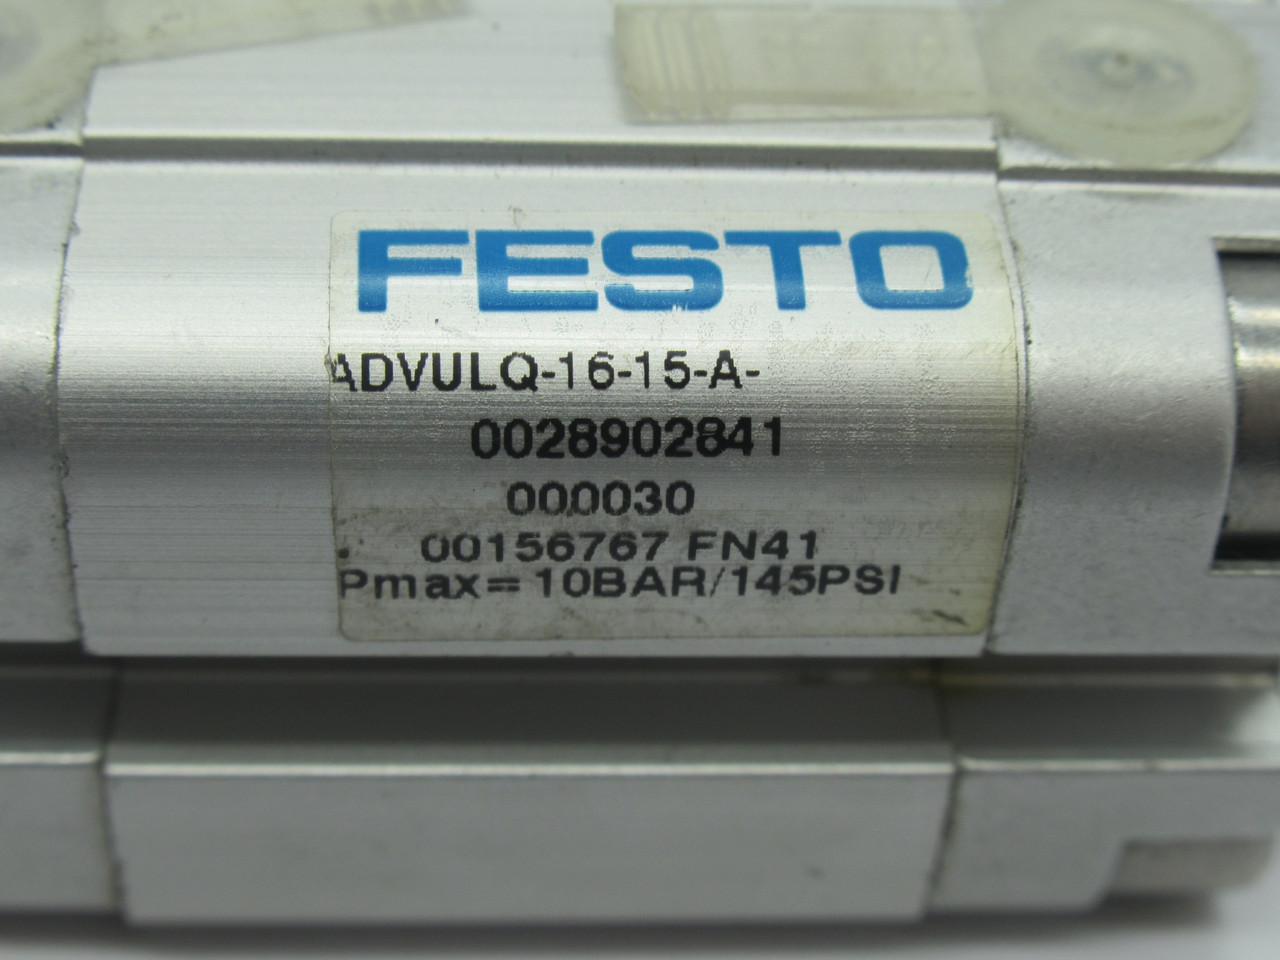 FESTO
ADVULQ-16-15-A-
0028902841
000030
00156767 FN41
Pmax=10BAR/145PSI